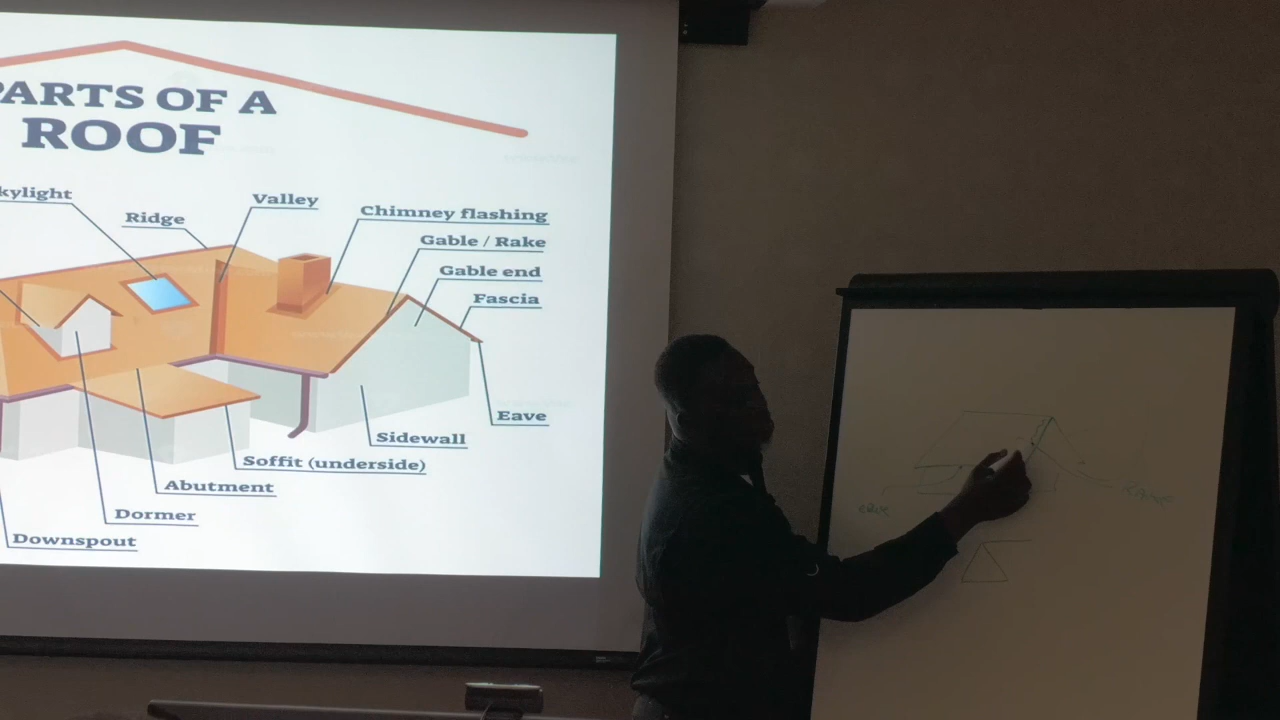 PARTS OF A
ROOF
kylight
Ridge
Valley
Chimney flashing
Gable / Rake
Gable end
Fascia
Eave
Sidewall
Soffit (underside)
Abutment
Dormer
Downspout
eave